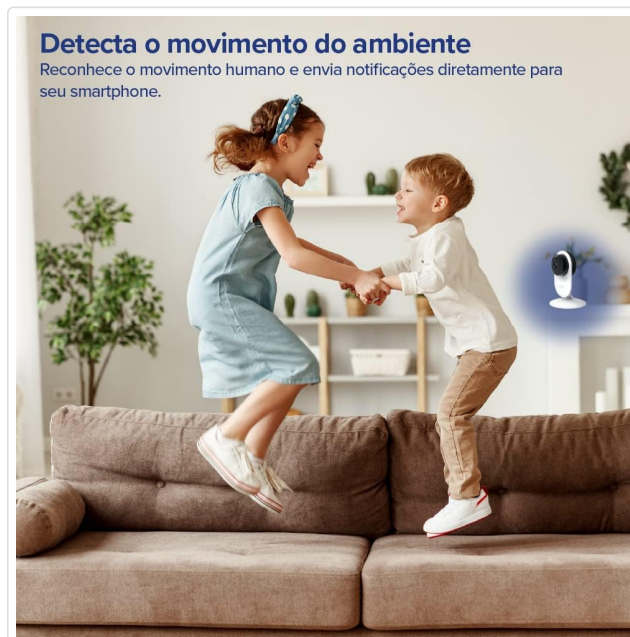 Detecta o movimento do ambiente
Reconhece o movimento humano e envia notificações diretamente para
seu smartphone.